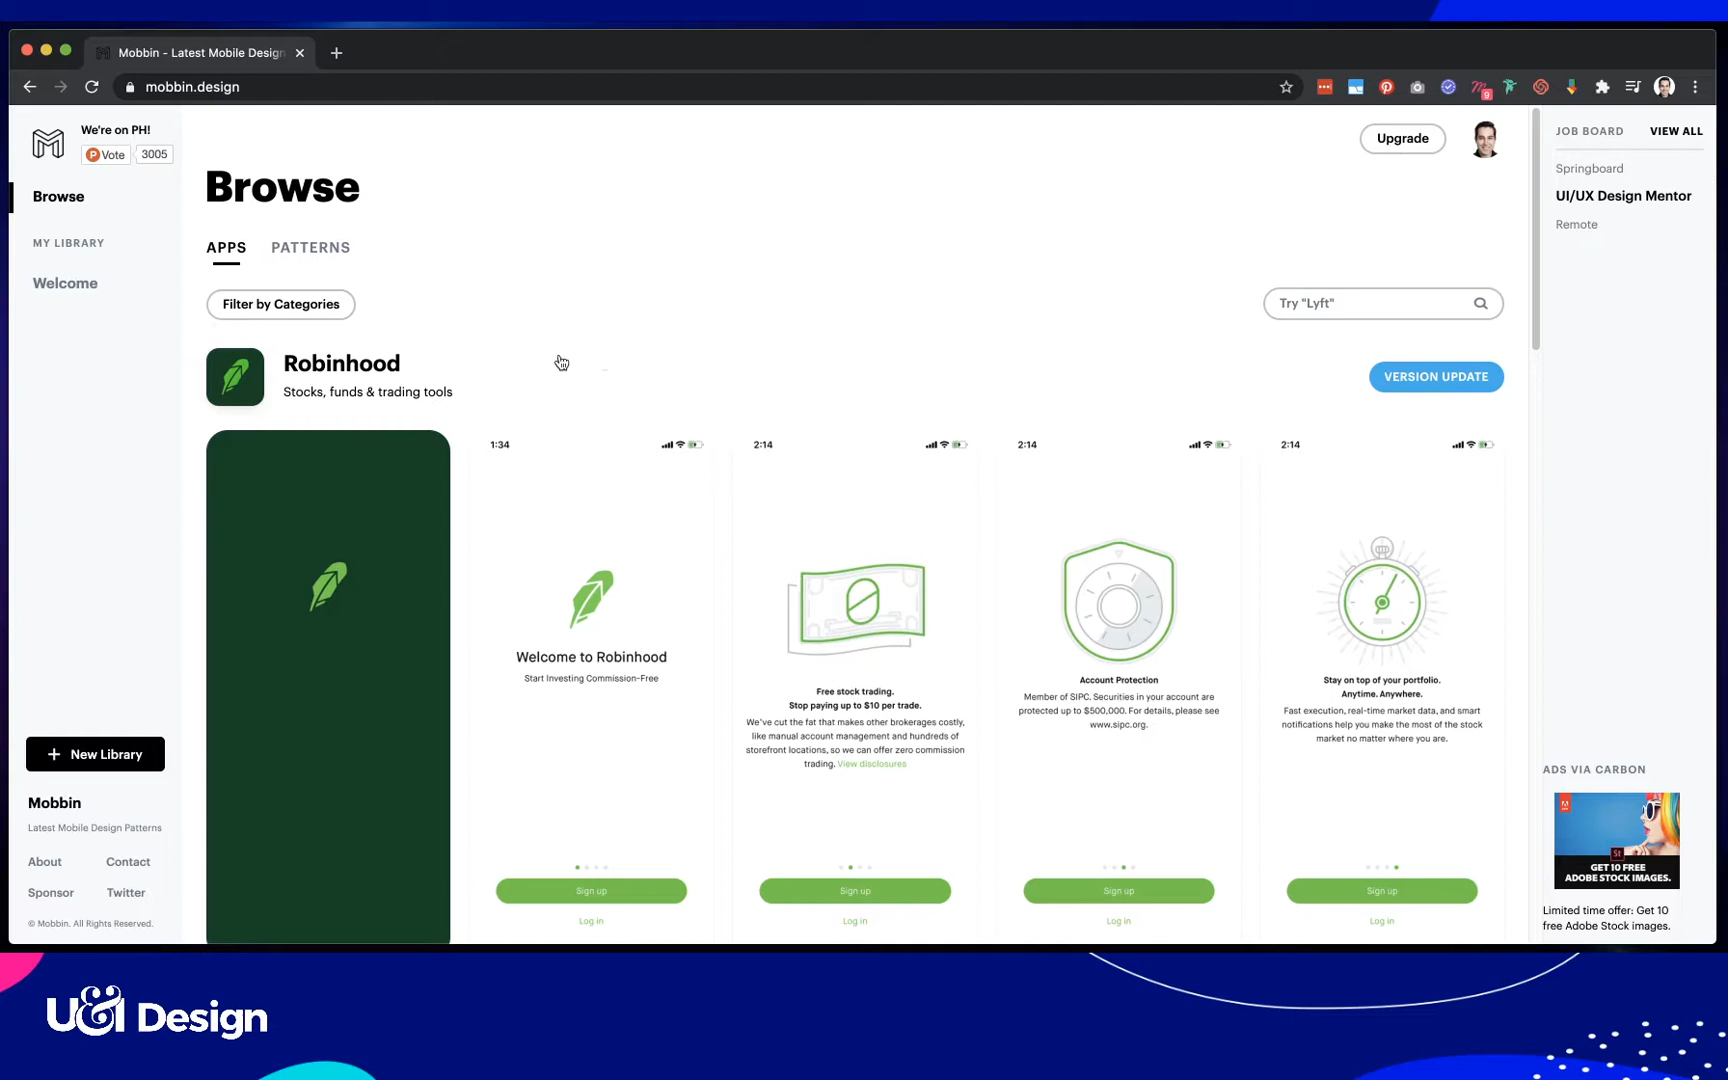 Mobbin - Latest Mobile Design
mobbin.design
9
We're on PH!
Vote
3005
Browse
MY LIBRARY
Welcome
New Library
Mobbin
Latest Mobile Design Patterns
About
Contact
Sponsor
Twitter
© Mobbin. All Rights Reserved.
Upgrade
Browse
APPS
PATTERNS
Filter by Categories
Try "Lyft"
Robinhood
Stocks, funds & trading tools
VERSION UPDATE
1:34
Welcome to Robinhood
Start Investing Commission-Free
Sign up
Log in
2:14
Free stock trading.
Stop paying up to $10 per trade.
We've cut the fat that makes other brokerages costly,
like manual account management and hundreds of
storefront locations, so we can offer zero commission
trading. View disclosures
Sign up
Log in
2:14
Account Protection
Member of SIPC. Securities in your account are
protected up to $500,000. For details, please see
www.sipc.org.
Sign up
Log in
2:14
Stay on top of your portfolio.
Anytime. Anywhere.
Fast execution, real-time market data, and smart
notifications help you make the most of the stock
market no matter where you are.
Sign up
Log in
JOB BOARD
VIEW ALL
Springboard
UI/UX Design Mentor
Remote
ADS VIA CARBON
St
GET 10 FREE
ADOBE STOCK IMAGES.
Limited time offer: Get 10
free Adobe Stock images.
U&I Design